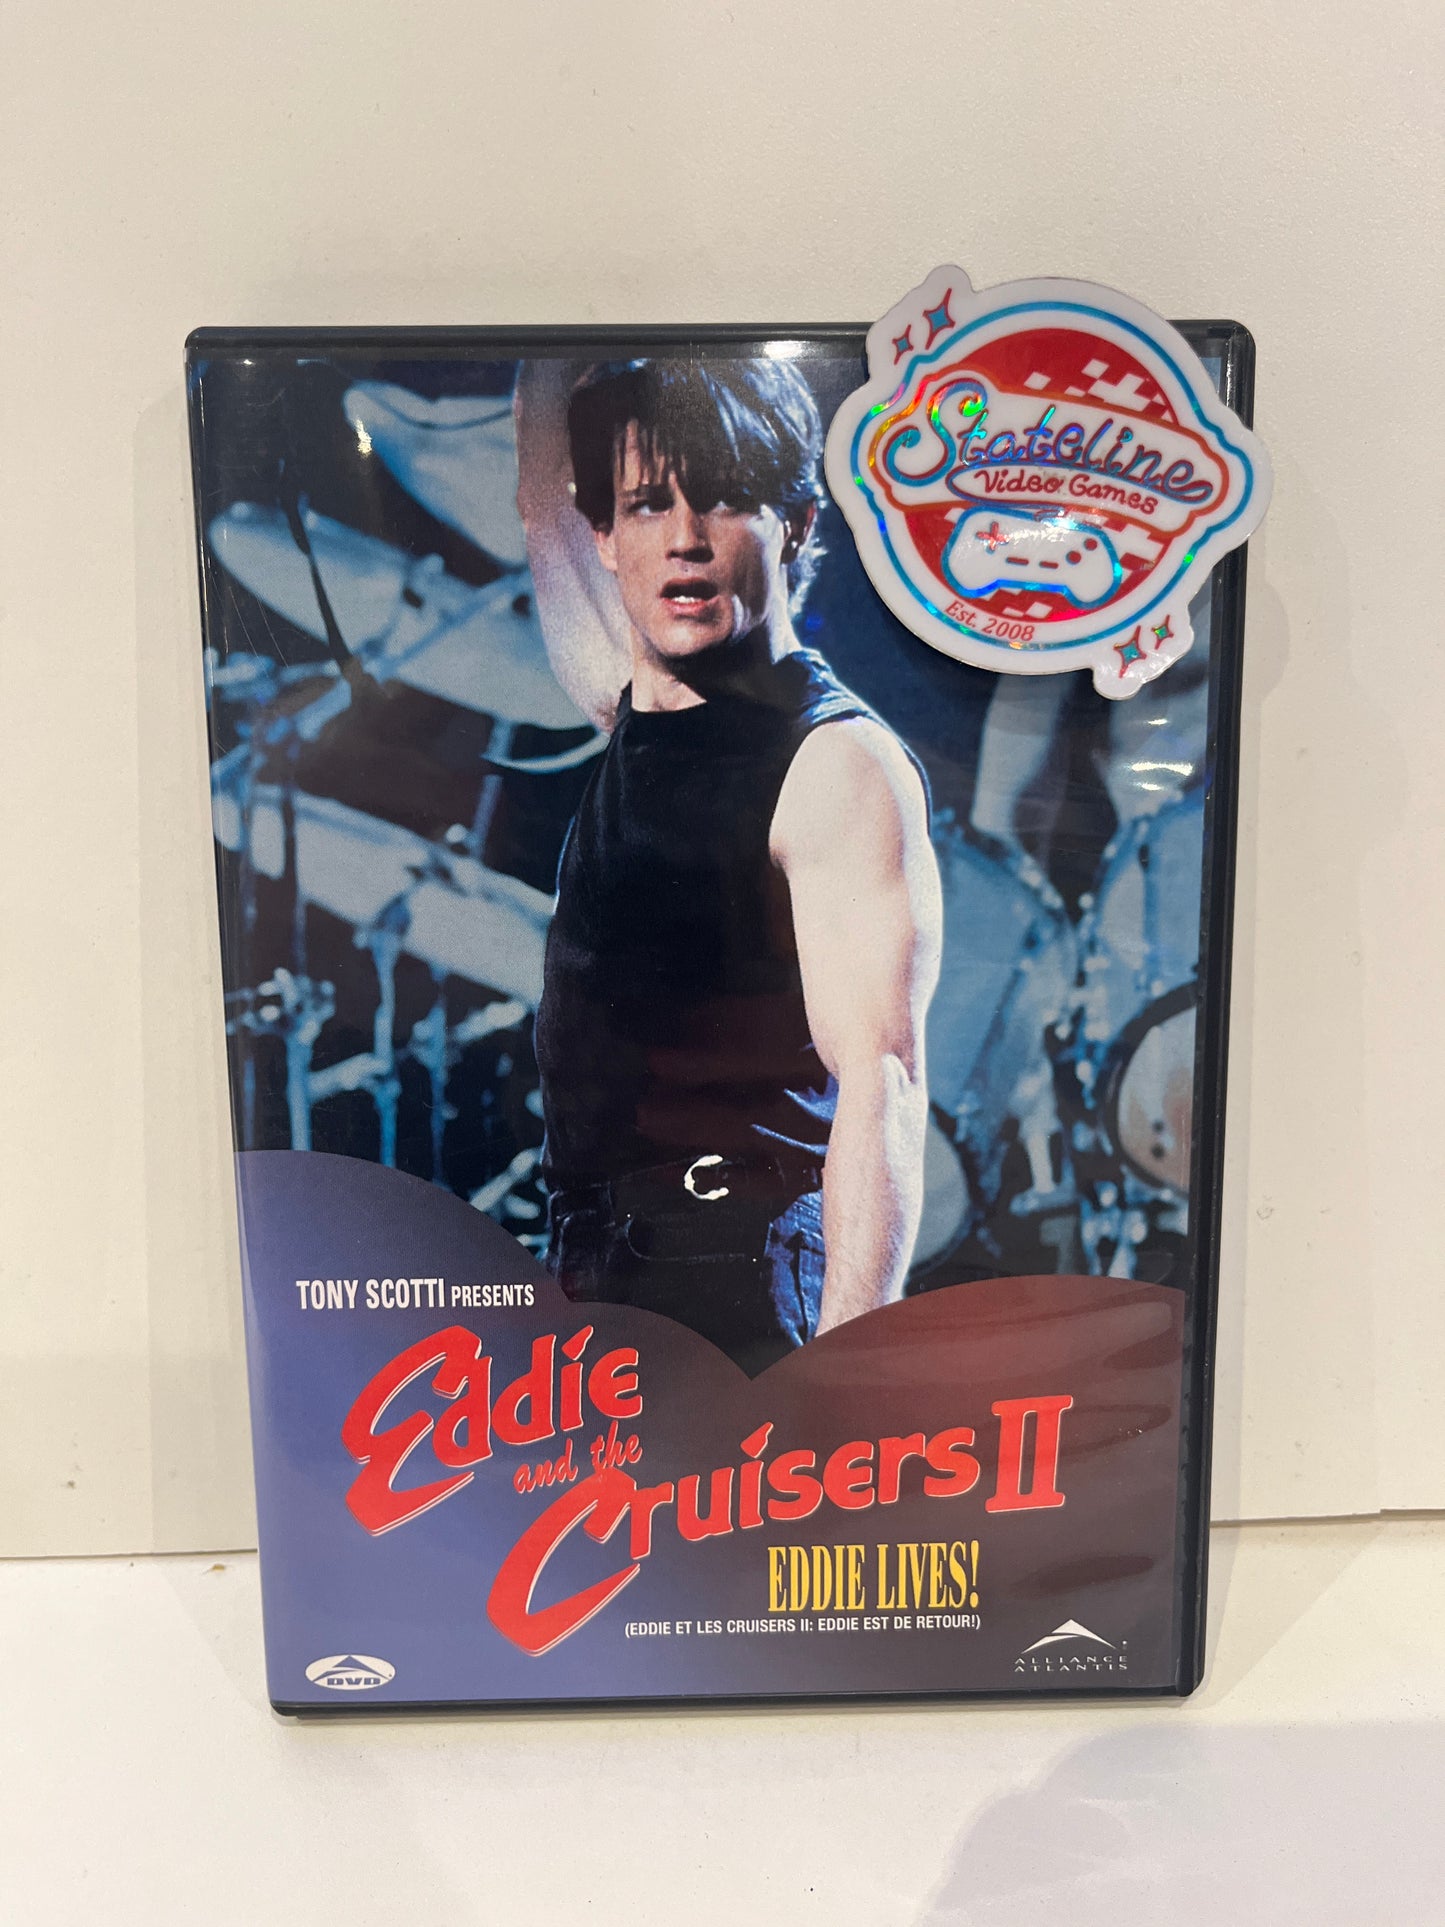 Stateline
Video Games
Est. 2008
TONY SCOTTI PRESENTS
Eddie
and the
Cruisers II
EDDIE LIVES!
(EDDIE ET LES CRUISERS II: EDDIE EST DE RETOUR!)
DVD
ALLIANCE
ATLANTIS